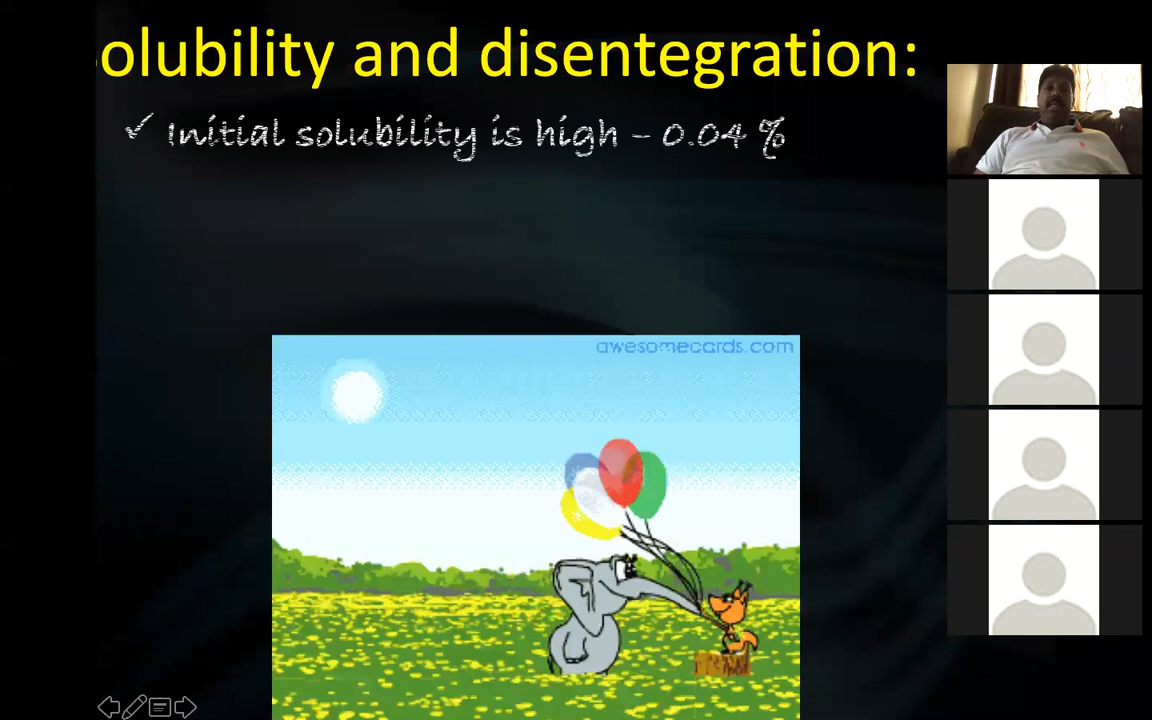 olubility and disentegration:
✓ Initial solubility is high – 0.04 %
awesomecards.com